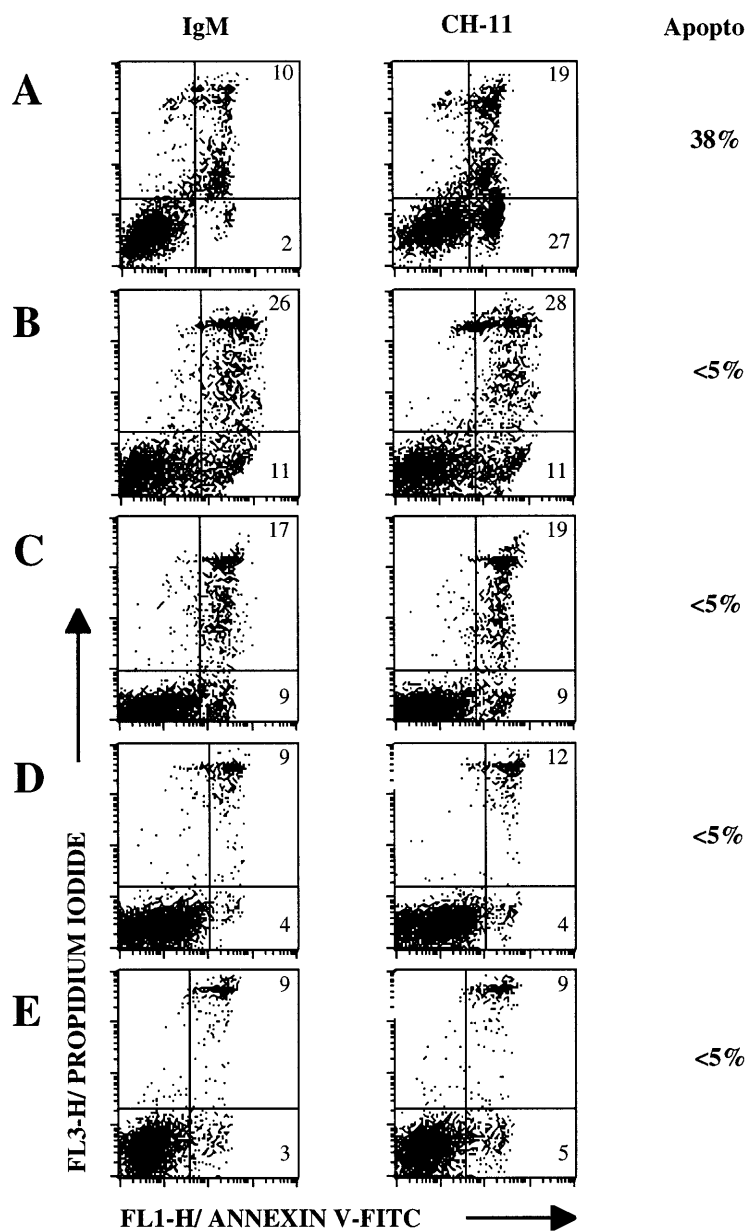 IgM CH-11 Apopto
A 10 19 38%
2 27
B 26 28 <5%
11 11
C 17 19 <5%
9 9
D 9 12 <5%
4 4
E 9 9 <5%
3 5
FL3-H/ PROPIDIUM IODIDE
FL1-H/ ANNEXIN V-FITC